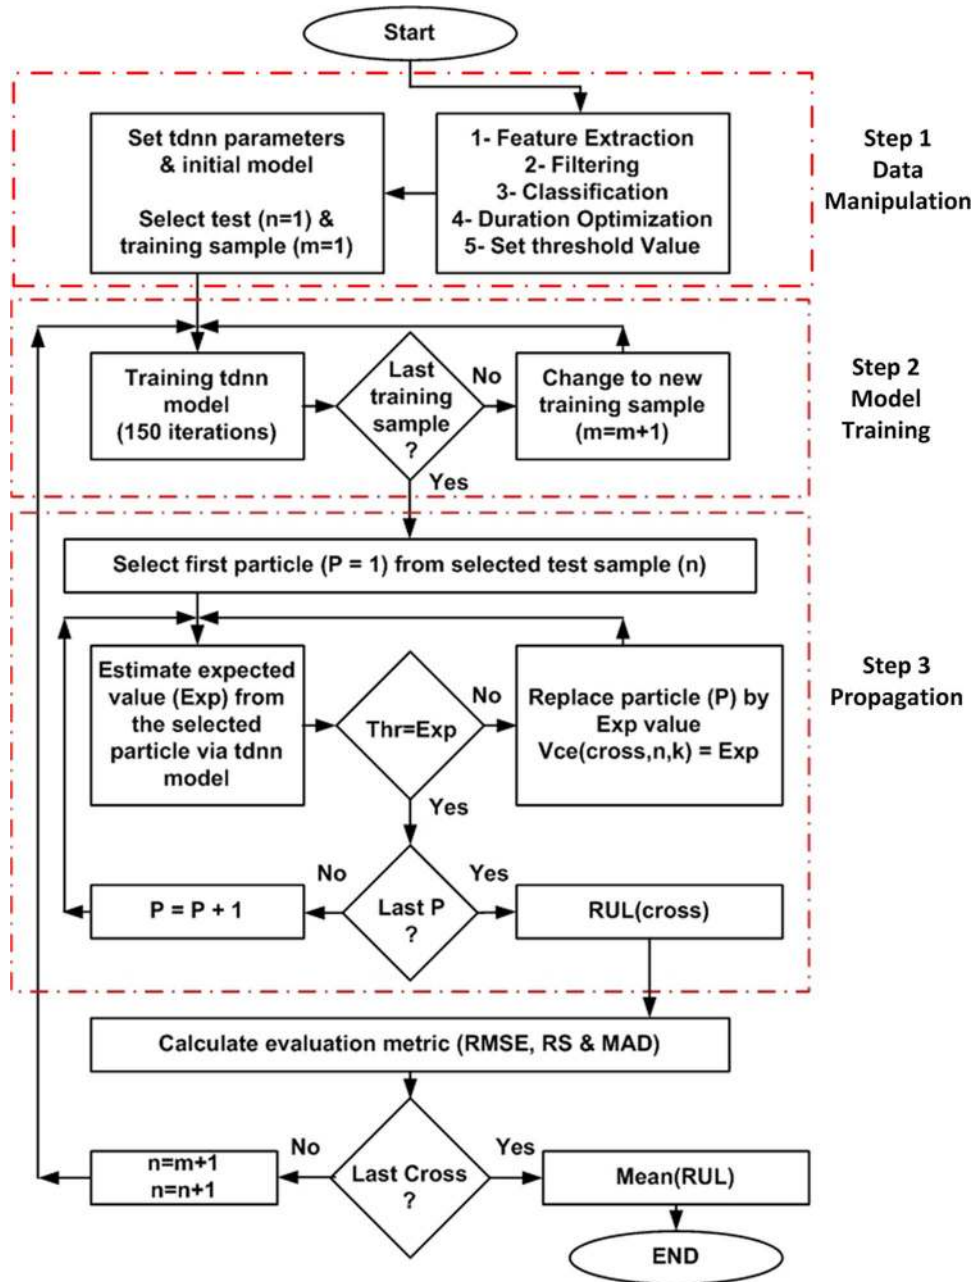 Start
Step 1
Data
Manipulation
Set tdnn parameters
& initial model
Select test (n=1) &
training sample (m=1)
1- Feature Extraction
2- Filtering
3- Classification
4- Duration Optimization
5- Set threshold Value
Step 2
Model
Training
Training tdnn
model
(150 iterations)
Last
training
sample
?
No
Change to new
training sample
(m=m+1)
Yes
Select first particle (P = 1) from selected test sample (n)
Step 3
Propagation
Estimate expected
value (Exp) from
the selected
particle via tdnn
model
Thr=Exp
No
Replace particle (P) by
Exp value
Vce(cross,n,k) = Exp
Yes
No
Yes
P = P + 1
Last P
?
RUL(cross)
Calculate evaluation metric (RMSE, RS & MAD)
No
Yes
n=m+1
n=n+1
Last Cross
?
Mean(RUL)
END